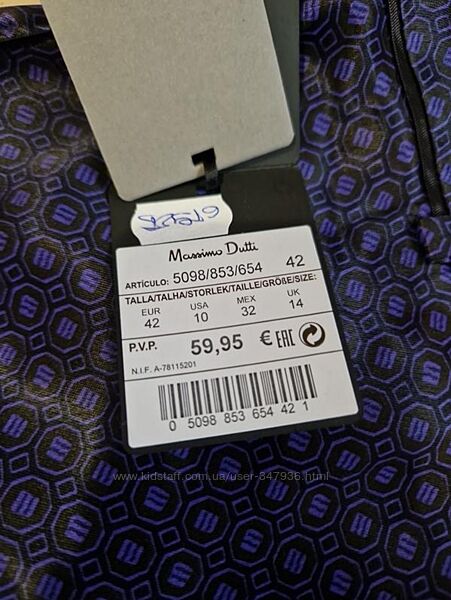 Massimo Dutti
ARTÍCULO: 5098/853/654 42
TALLA/TALHA/STORLEK/TAILLE/GRÖßE/SIZE:
EUR USA MEX UK
42 10 32 14
P.V.P. 59,95 € EAC
N.I.F. A-78115201
0 5098 853 654 42 1
www.kidstaff.com.ua/user-847936.html